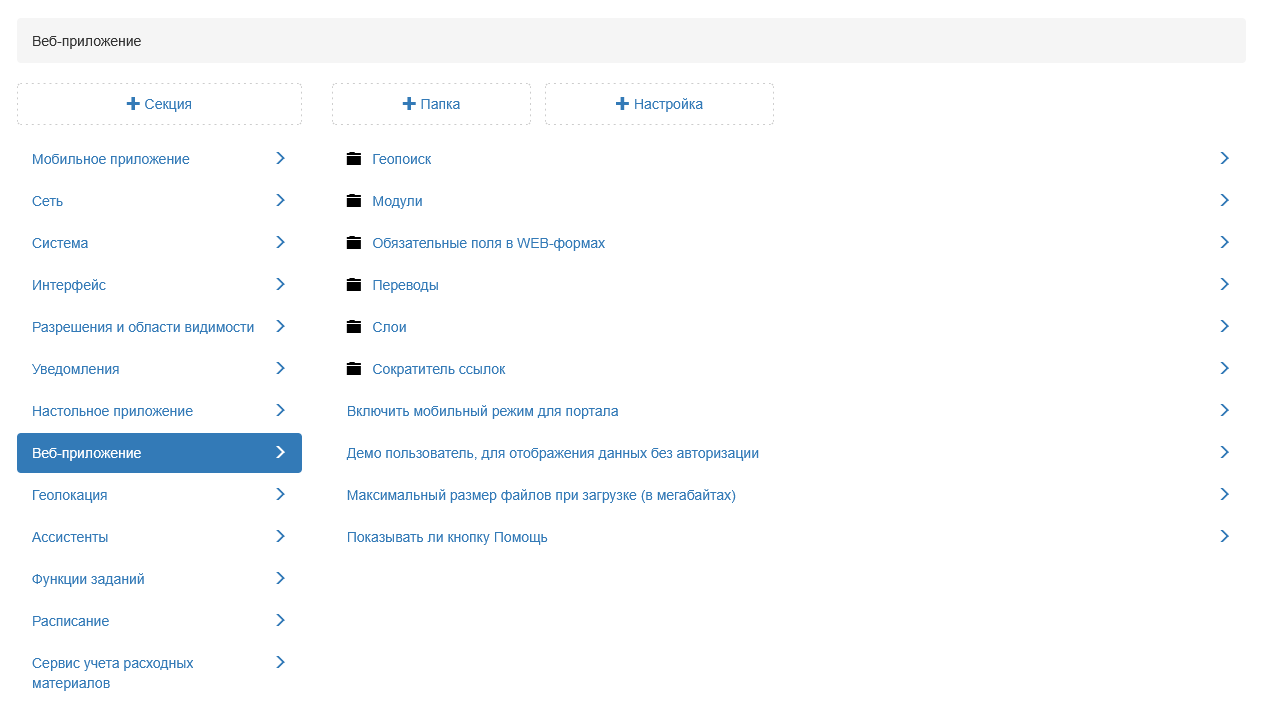 Веб-приложение
Секция
Папка
Настройка
Мобильное приложение
Сеть
Система
Интерфейс
Разрешения и области видимости
Уведомления
Настольное приложение
Веб-приложение
Геолокация
Ассистенты
Функции заданий
Расписание
Сервис учета расходных
материалов
Геопоиск
Модули
Обязательные поля в WEB-формах
Переводы
Слои
Сократитель ссылок
Включить мобильный режим для портала
Демо пользователь, для отображения данных без авторизации
Максимальный размер файлов при загрузке (в мегабайтах)
Показывать ли кнопку Помощь